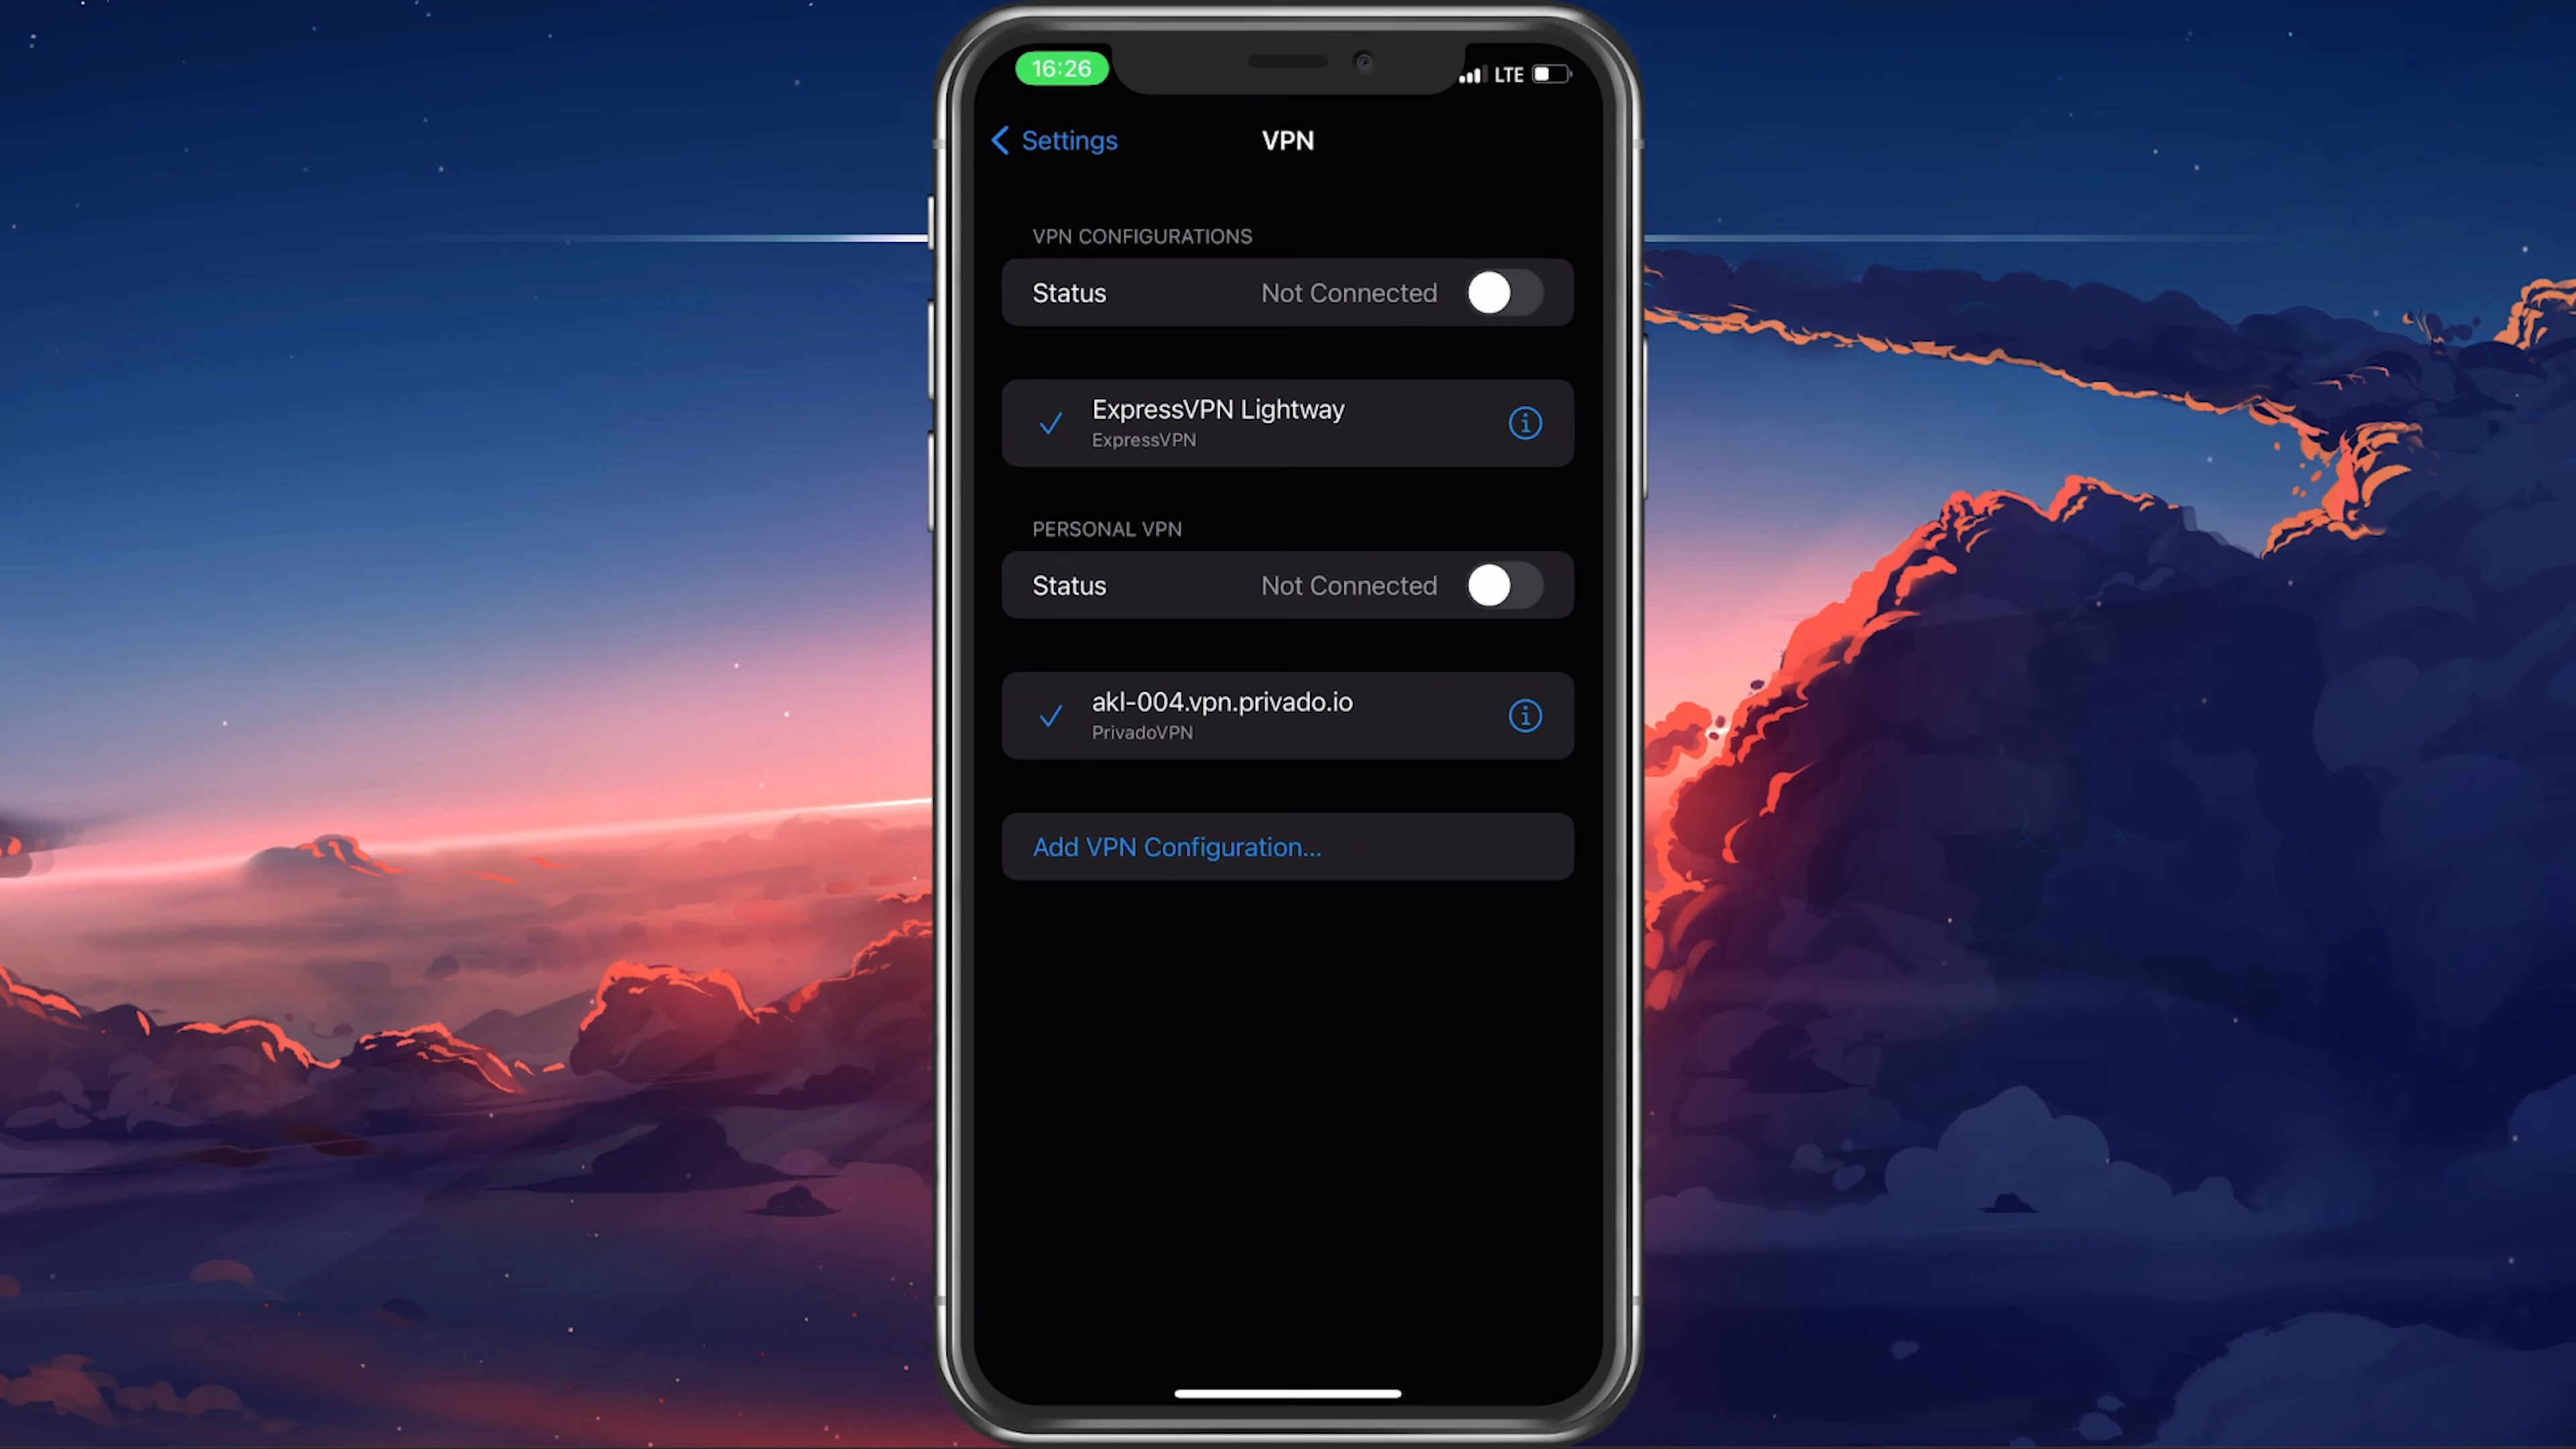 16:26
LTE
Settings
VPN
VPN CONFIGURATIONS
Status Not Connected
ExpressVPN Lightway
ExpressVPN
PERSONAL VPN
Status Not Connected
akl-004.vpn.privado.io
PrivadoVPN
Add VPN Configuration...